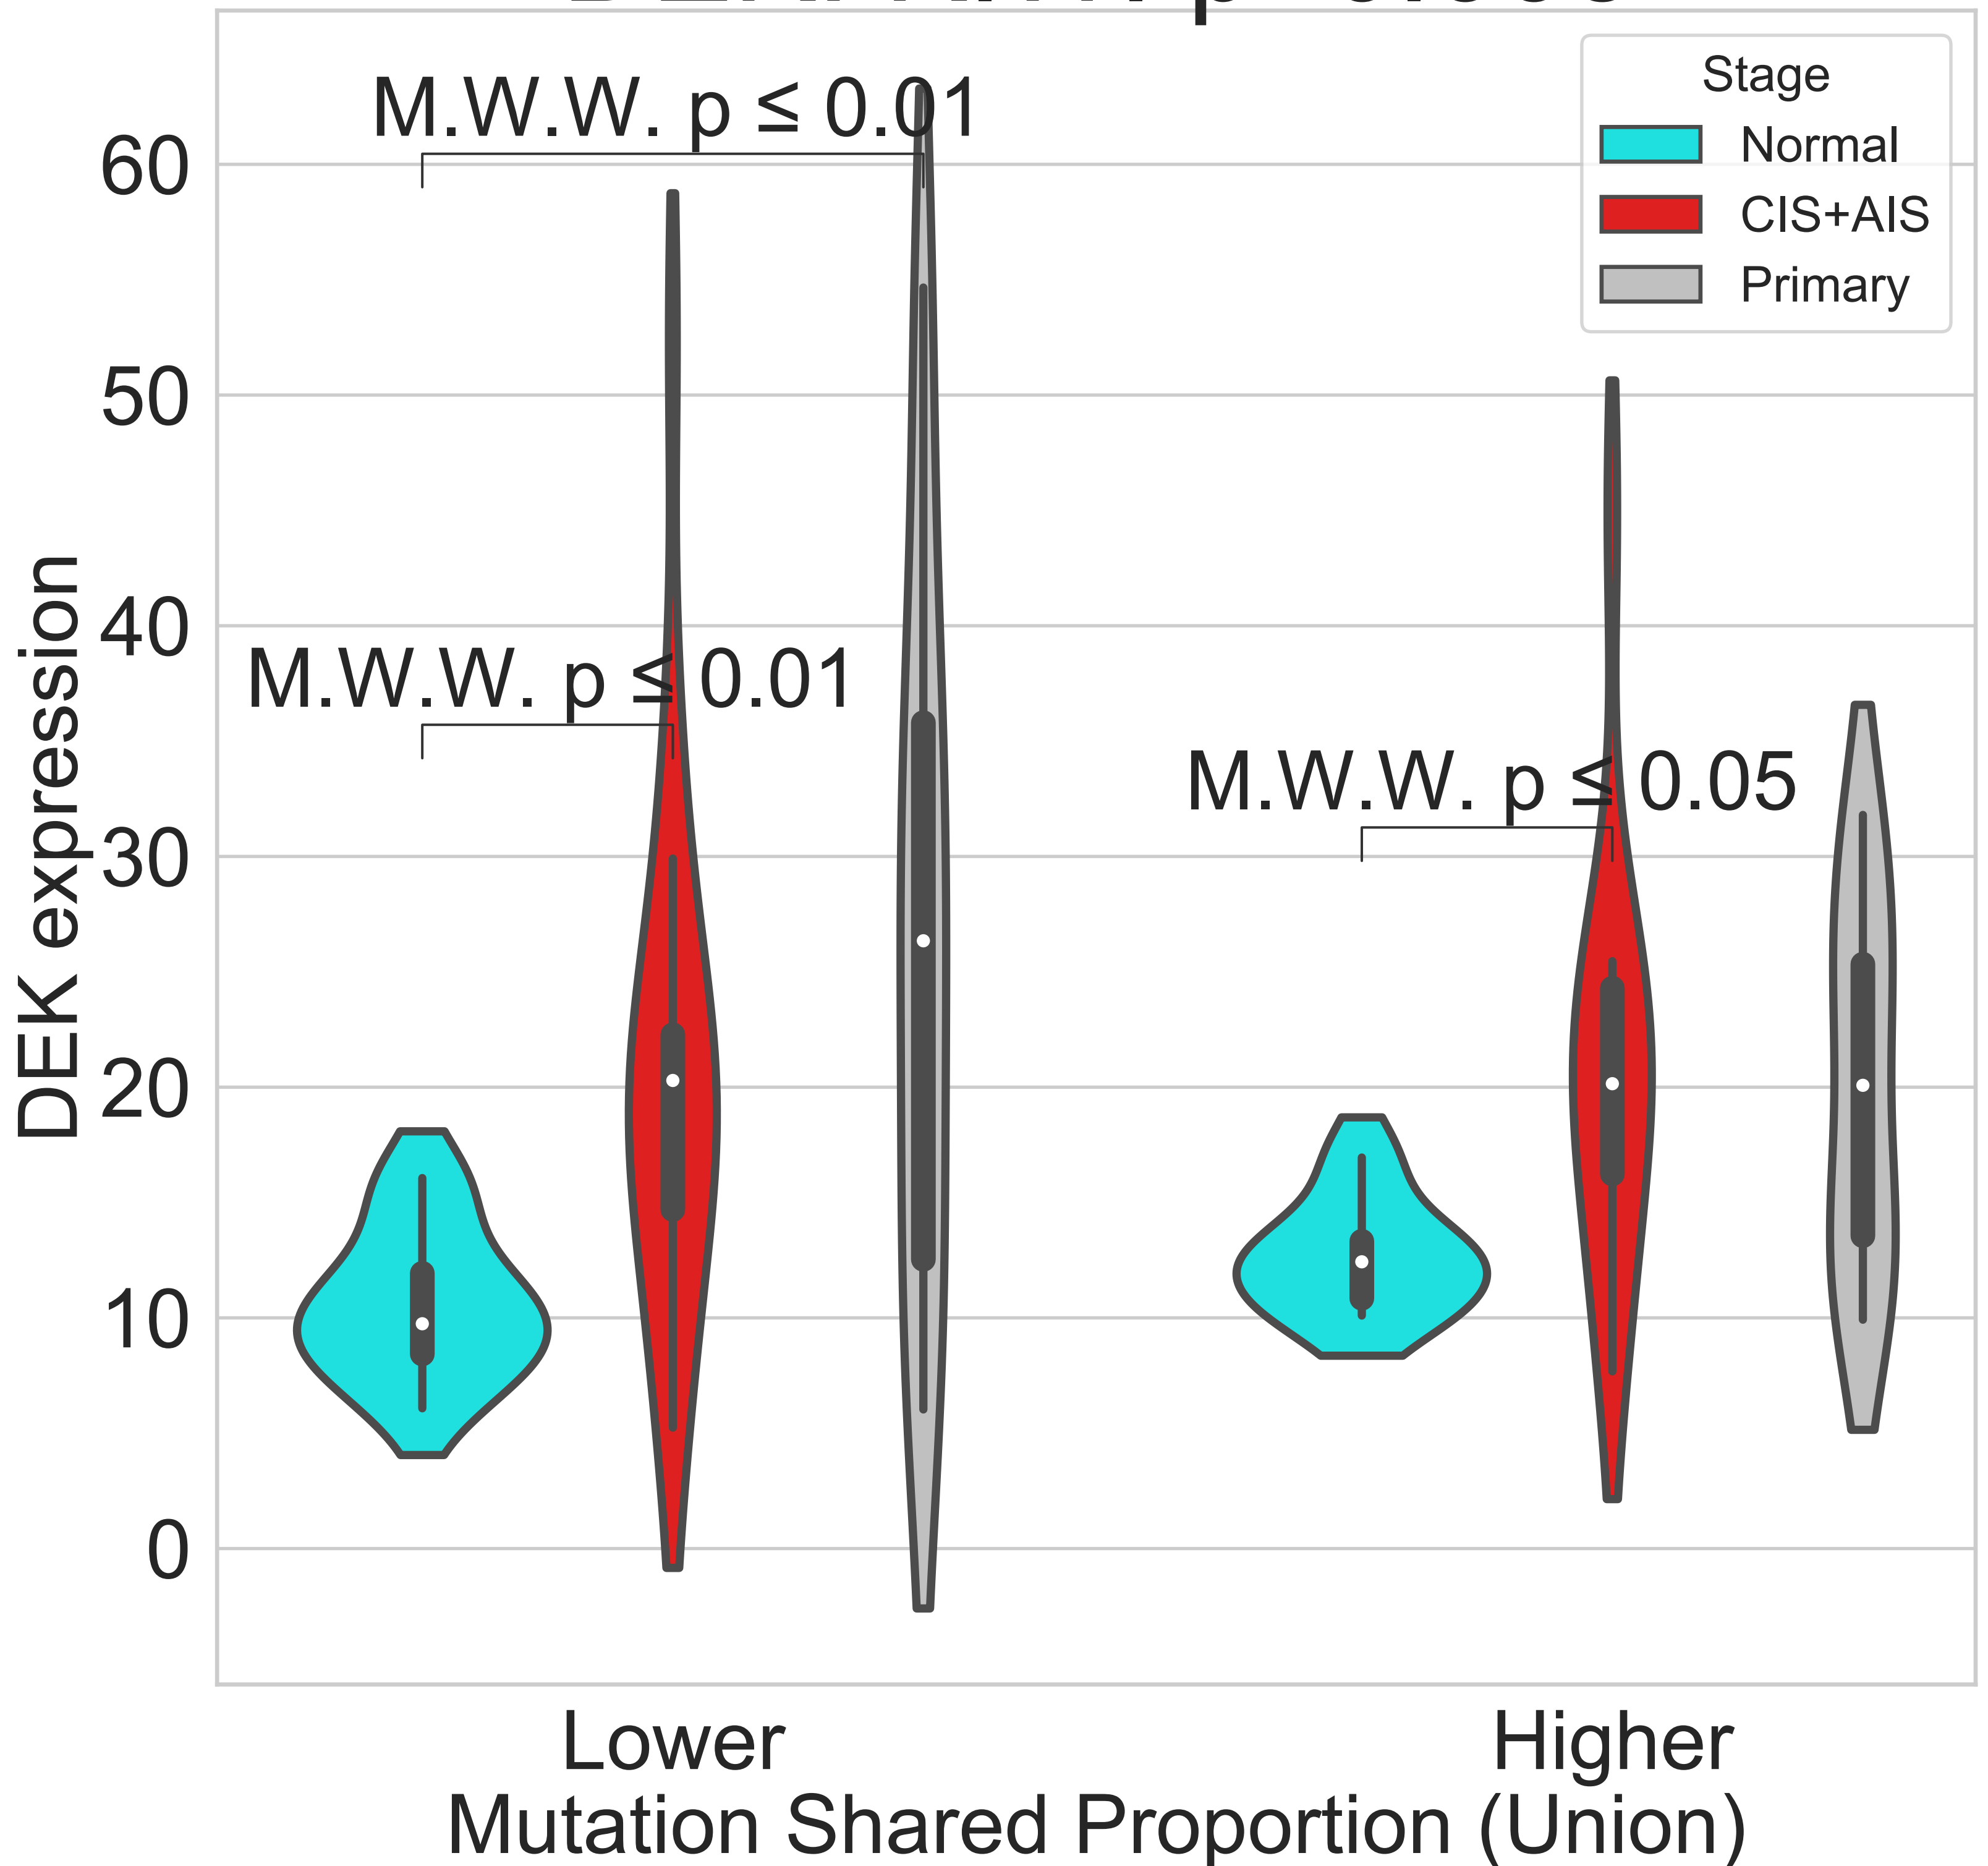 Stage
Normal
CIS+AIS
Primary
M.W.W. p ≤ 0.01
M.W.W. p ≤ 0.01
M.W.W. p ≤ 0.05
60
50
40
30
20
10
0
DEK expression
Lower
Higher
Mutation Shared Proportion (Union)